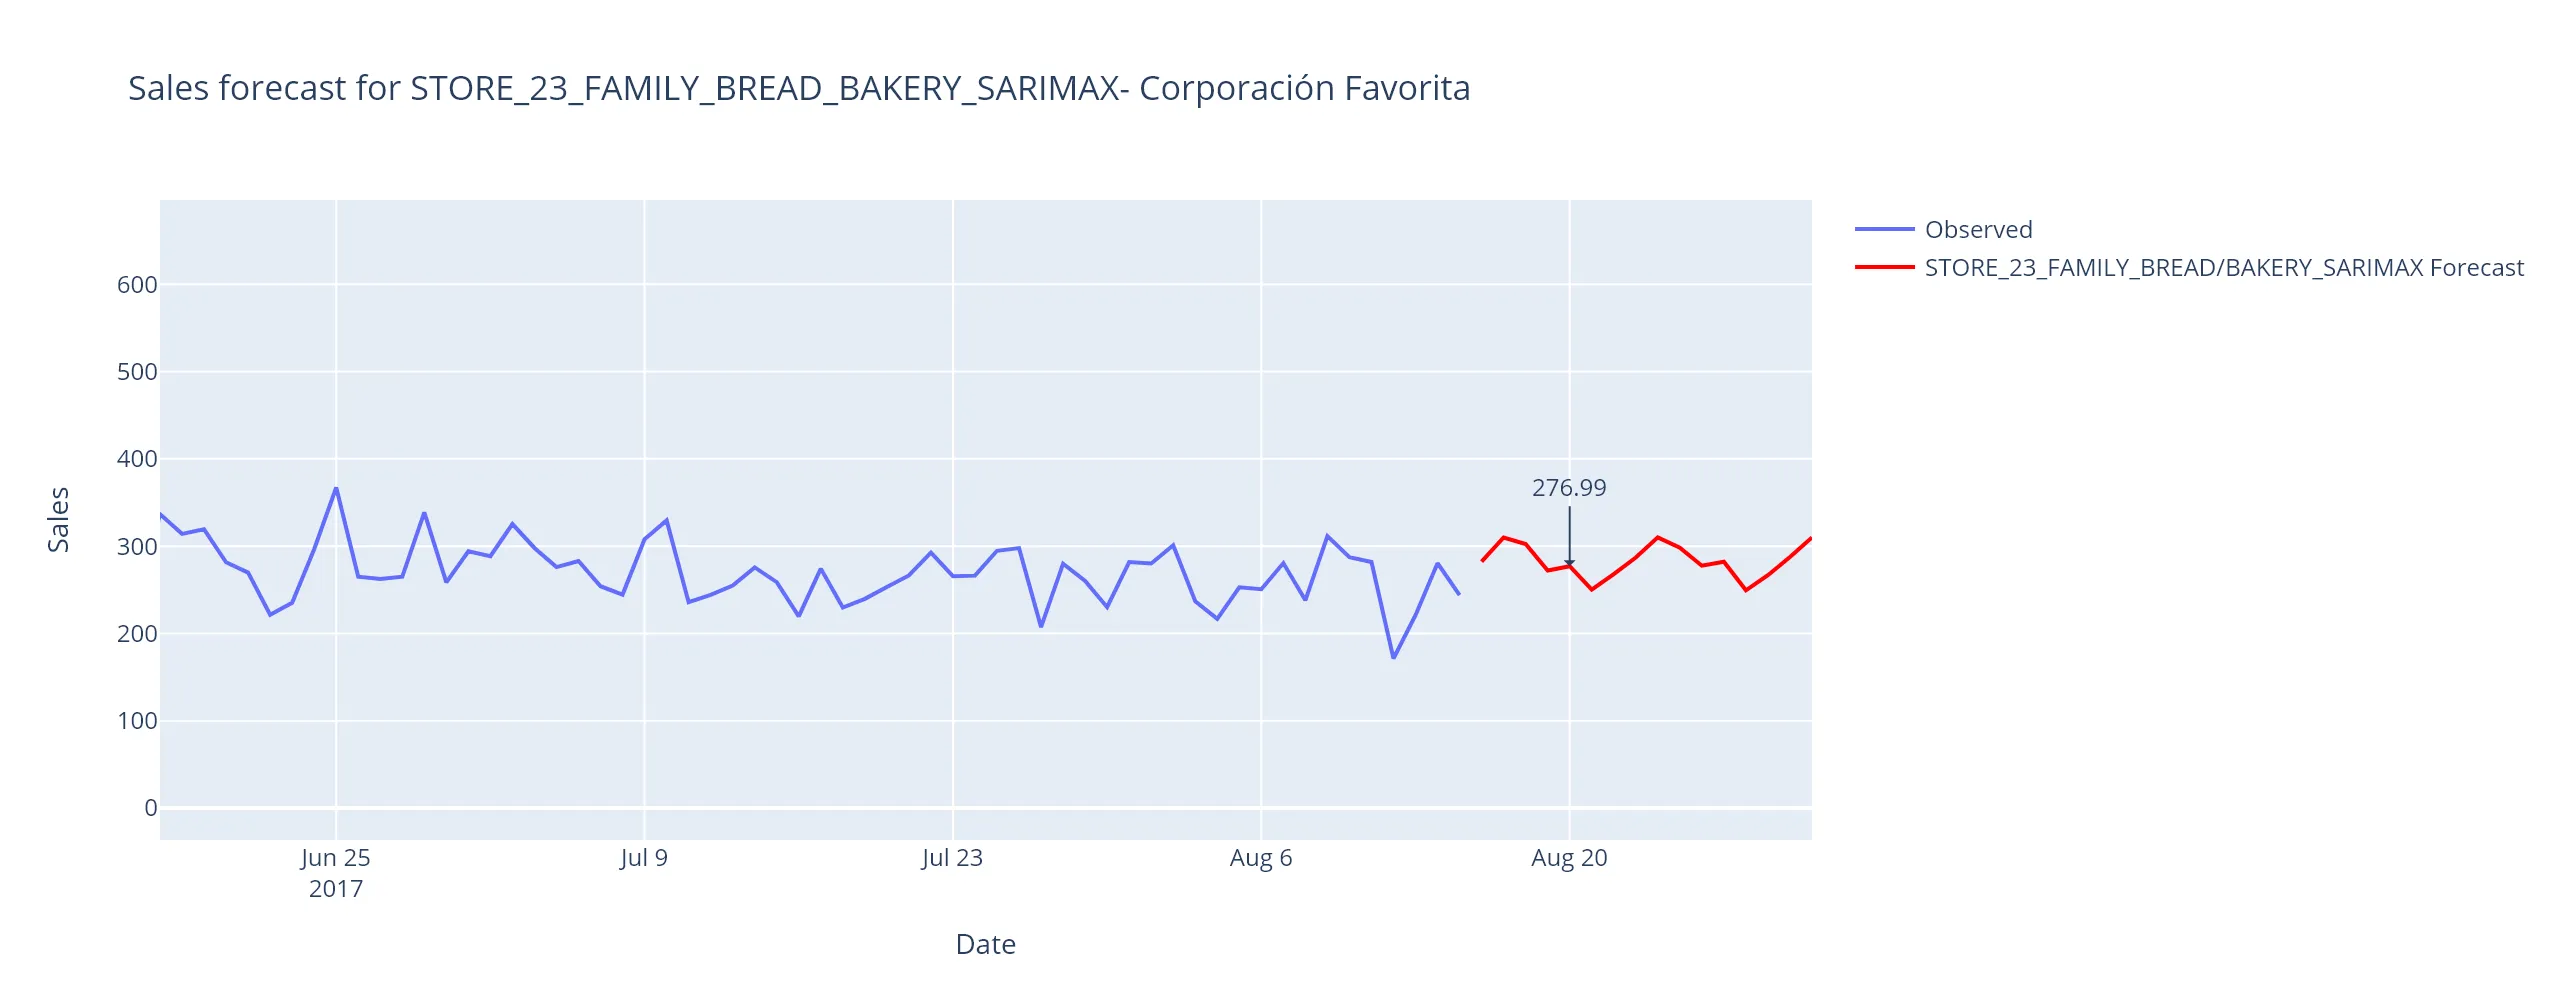 Sales forecast for STORE_23_FAMILY_BREAD_BAKERY_SARIMAX- Corporación Favorita
Observed
STORE_23_FAMILY_BREAD/BAKERY_SARIMAX Forecast
600
500
400
300
200
100
0
Sales
276.99
Jun 25
2017
Jul 9
Jul 23
Aug 6
Aug 20
Date